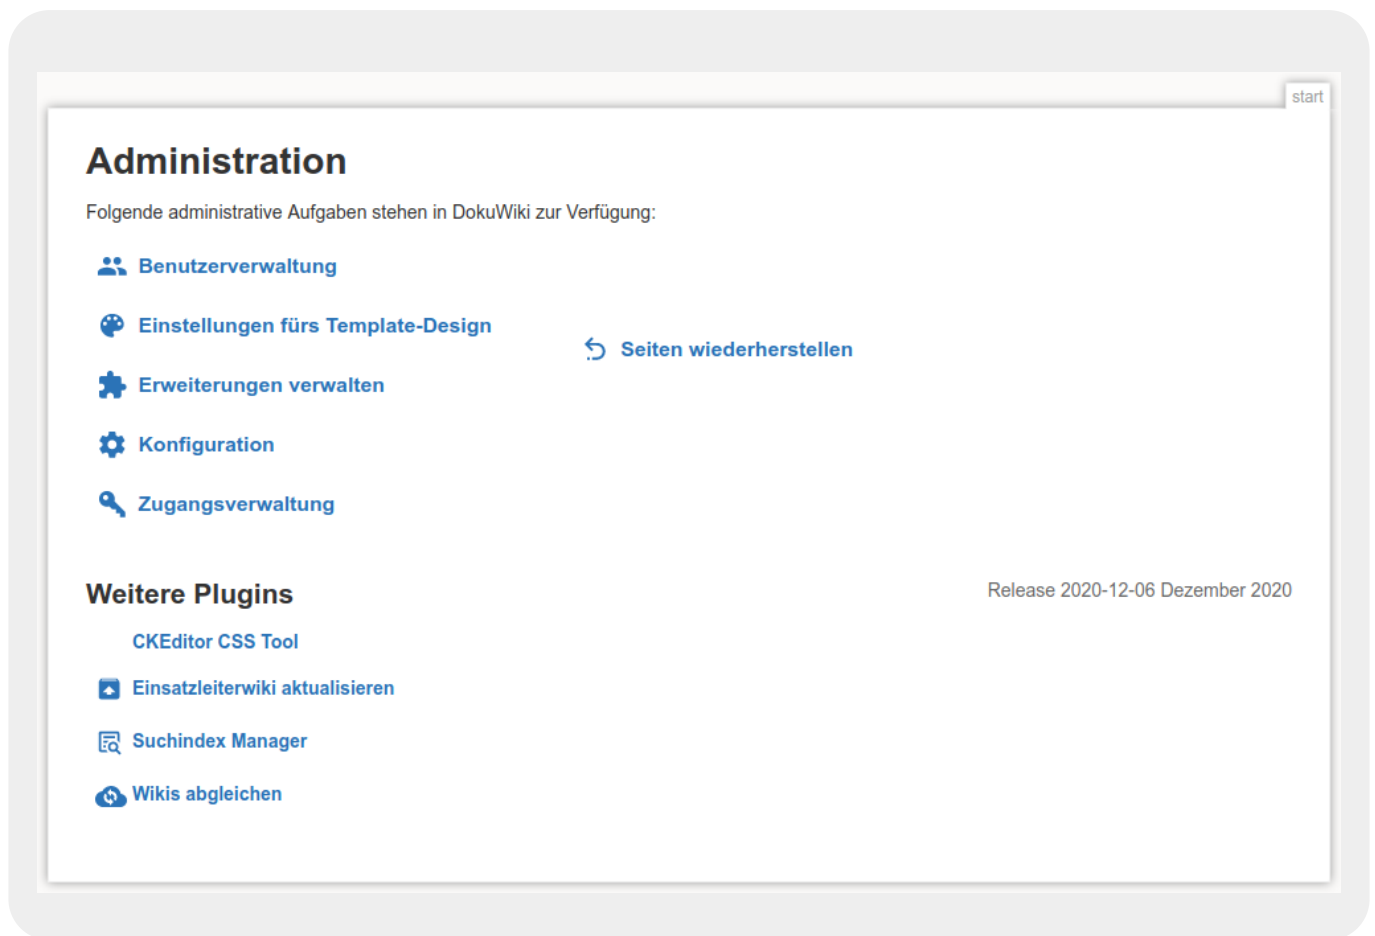 start
Administration
Folgende administrative Aufgaben stehen in DokuWiki zur Verfügung:
Benutzerverwaltung
Einstellungen fürs Template-Design
Erweiterungen verwalten
Konfiguration
Zugangsverwaltung
Seiten wiederherstellen
Weitere Plugins
Release 2020-12-06 Dezember 2020
CKEditor CSS Tool
Einsatzleiterwiki aktualisieren
Suchindex Manager
Wikis abgleichen